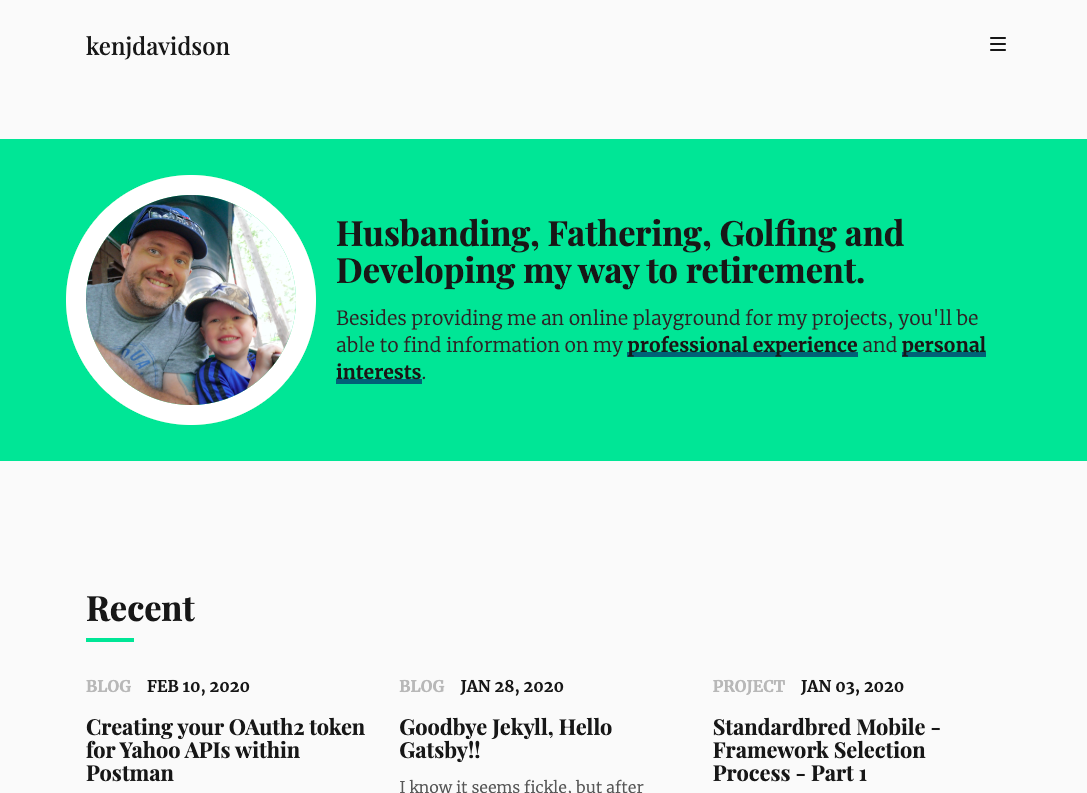 kenjdavidson
Husbanding, Fathering, Golfing and
Developing my way to retirement.
Besides providing me an online playground for my projects, you'll be
able to find information on my professional experience and personal
interests.
Recent
BLOG FEB 10, 2020
Creating your OAuth2 token
for Yahoo APIs within
Postman
BLOG JAN 28, 2020
Goodbye Jekyll, Hello
Gatsby!!
I know it seems fickle, but after
PROJECT JAN 03, 2020
Standardbred Mobile -
Framework Selection
Process - Part 1